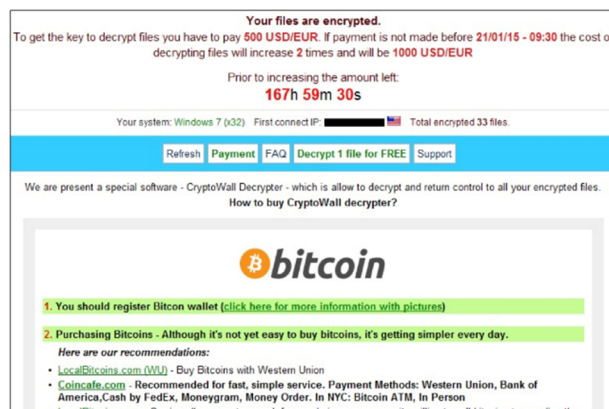 Your files are encrypted.
To get the key to decrypt files you have to pay 500 USD/EUR. If payment is not made before 21/01/15 - 09:30 the cost o
decrypting files will increase 2 times and will be 1000 USD/EUR
Prior to increasing the amount left:
167h 59m 30s
Your system: Windows 7 (x32) First connect IP: Total encrypted 33 files.
Refresh Payment FAQ Decrypt 1 file for FREE Support
We are present a special software - CryptoWall Decrypter - which is allow to decrypt and return control to all your encrypted files.
How to buy CryptoWall decrypter?
bitcoin
1. You should register Bitcon wallet (click here for more information with pictures)
2. Purchasing Bitcoins - Although it's not yet easy to buy bitcoins, it's getting simpler every day.
Here are our recommendations:
• LocalBitcoins.com (WU) - Buy Bitcoins with Western Union
• Coincafe.com - Recommended for fast, simple service. Payment Methods: Western Union, Bank of
America,Cash by FedEx, Moneygram, Money Order. In NYC: Bitcoin ATM, In Person